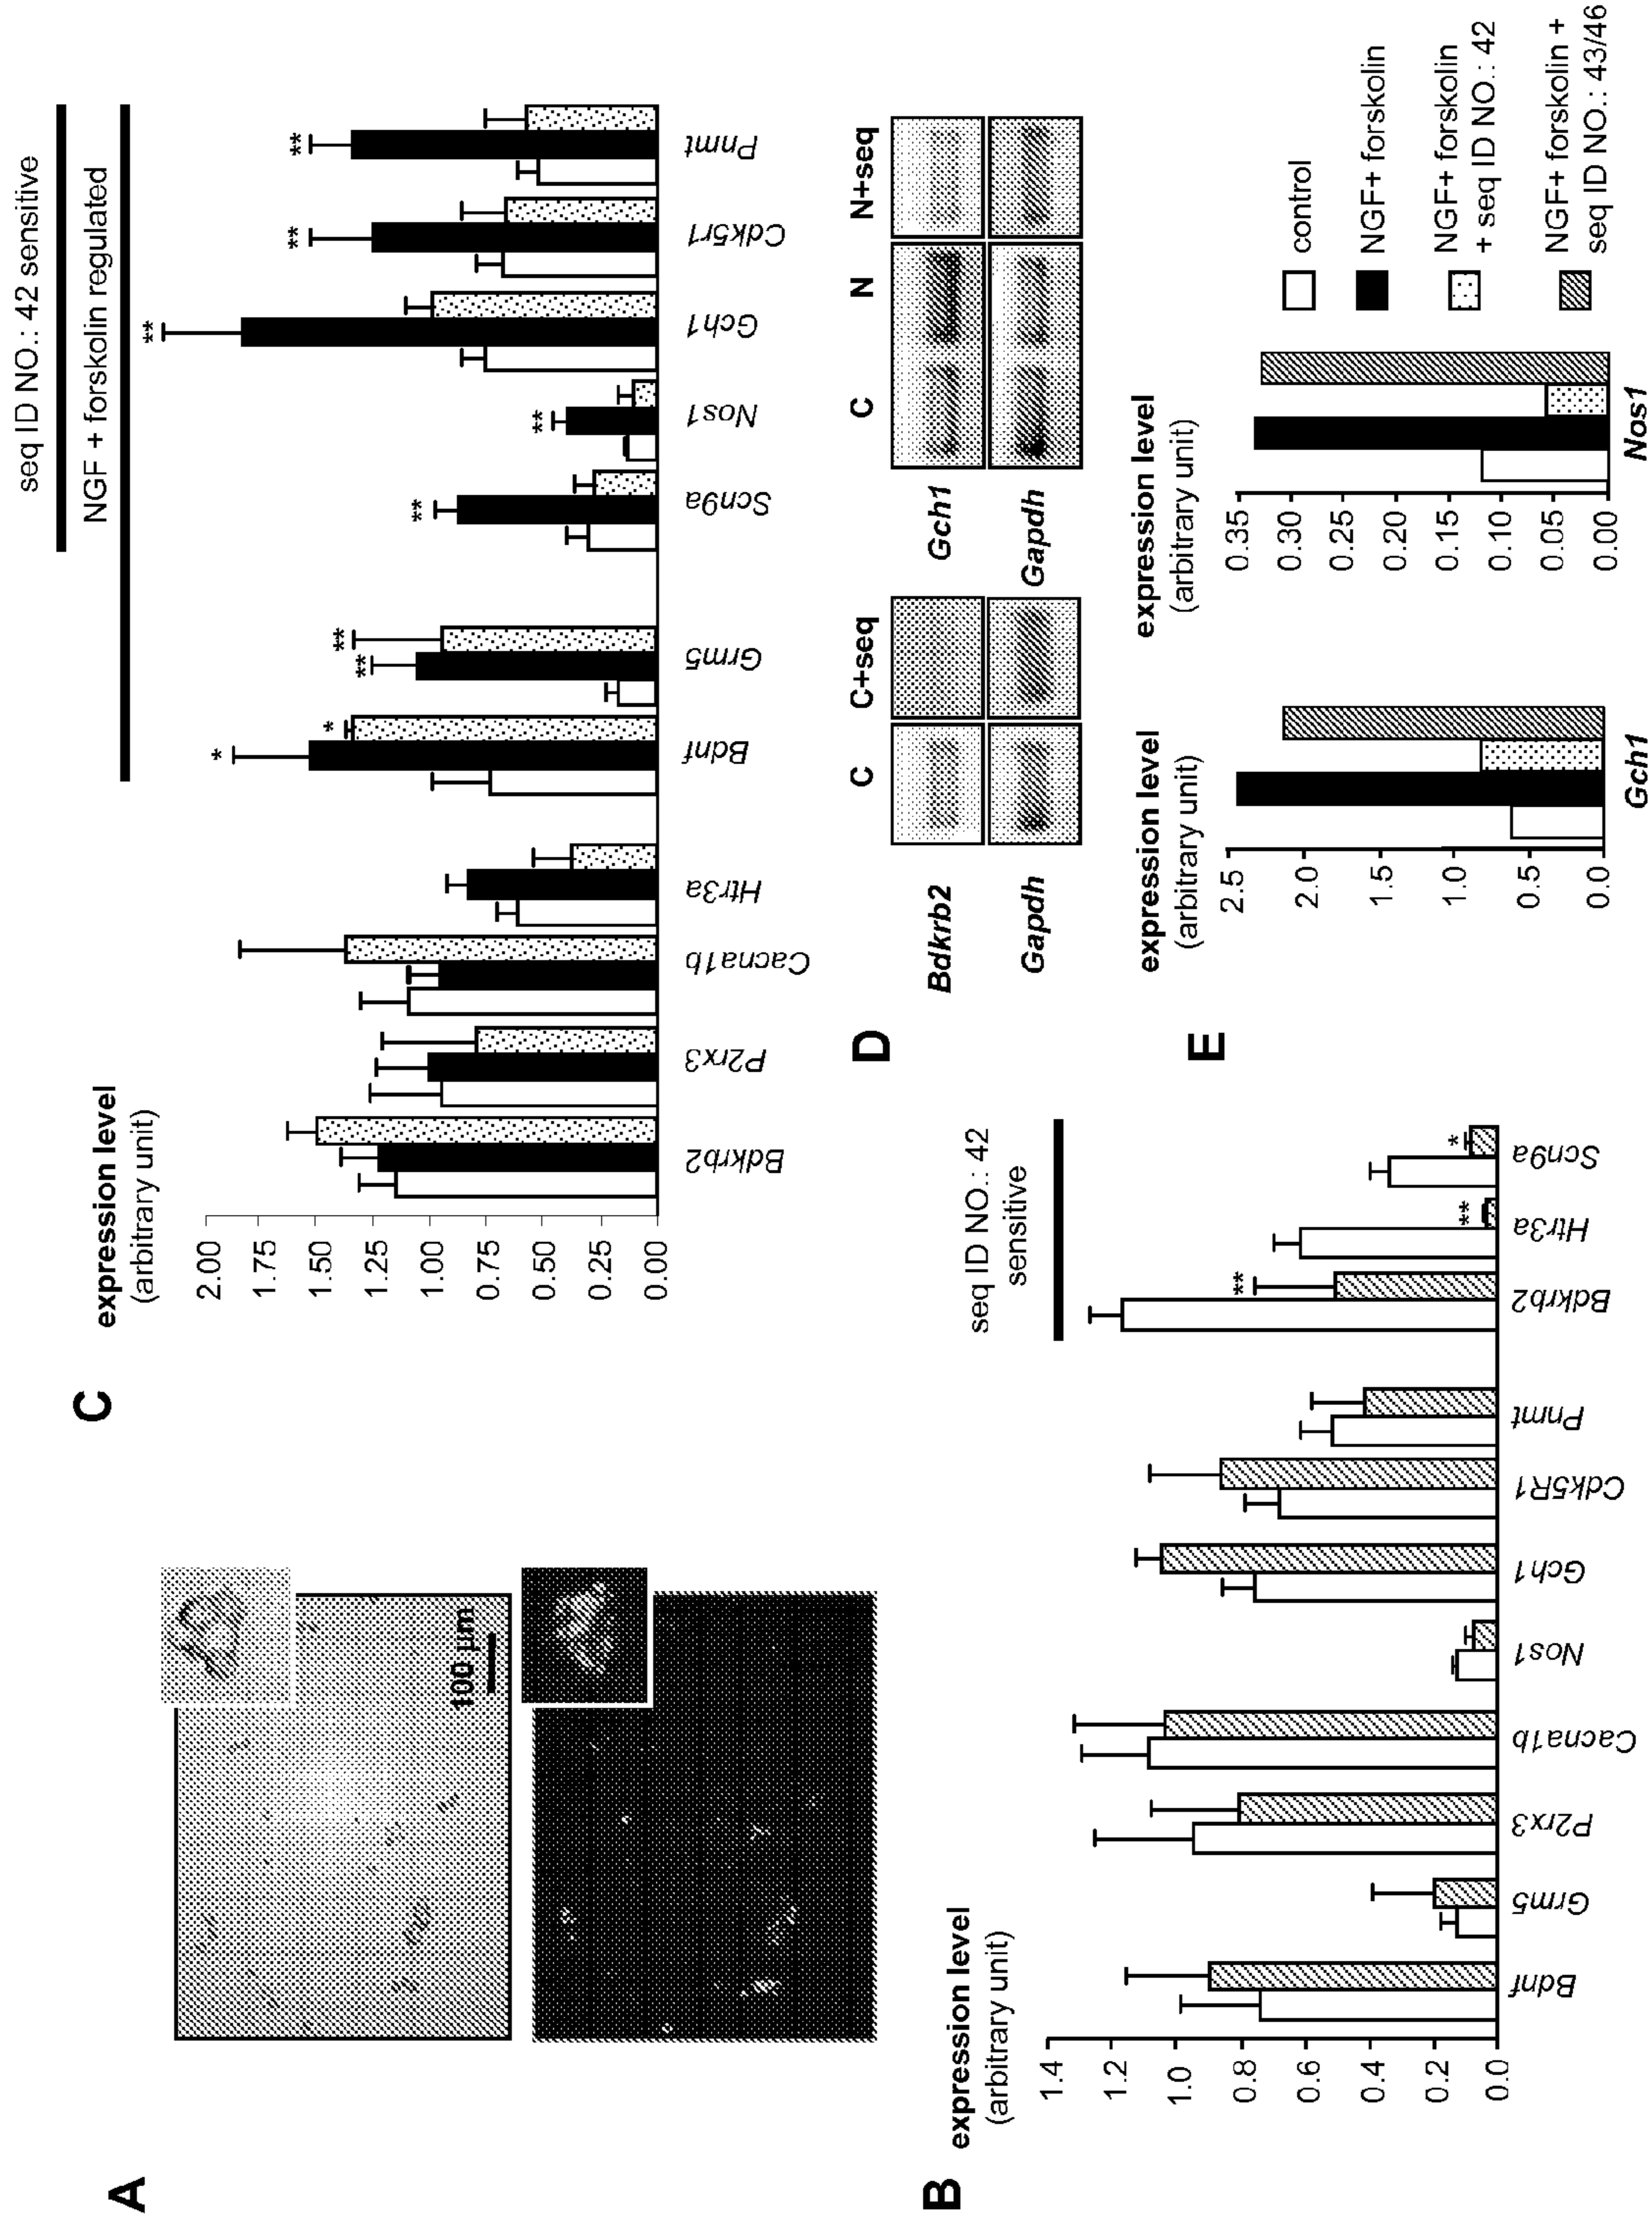 A
100 µm
B
expression level
(arbitrary unit)
1.4
1.2
1.0
0.8
0.6
0.4
0.2
0.0
seq ID NO.: 42
sensitive
** ** *
Bdnf Grm5 P2rx3 Cacna1b Nos1 Gch1 Cdk5R1 Pnmt Bdkrb2 Htr3a Scn9a
C
expression level
(arbitrary unit)
seq ID NO.: 42 sensitive
NGF + forskolin regulated
2.00
1.75
1.50
1.25
1.00
0.75
0.50
0.25
0.00
* * ** ** ** ** ** ** **
Bdkrb2 P2rx3 Cacna1b Htr3a Bdnf Grm5 Scn9a Nos1 Gch1 Cdk5r1 Pnmt
D
C C+seq
Bdkrb2
Gapdh
C N N+seq
Gch1
Gapdh
E
expression level
(arbitrary unit)
2.5
2.0
1.5
1.0
0.5
0.0
Gch1
expression level
(arbitrary unit)
0.35
0.30
0.25
0.20
0.15
0.10
0.05
0.00
Nos1
control
NGF+ forskolin
NGF+ forskolin
+ seq ID NO.: 42
NGF+ forskolin +
seq ID NO.: 43/46